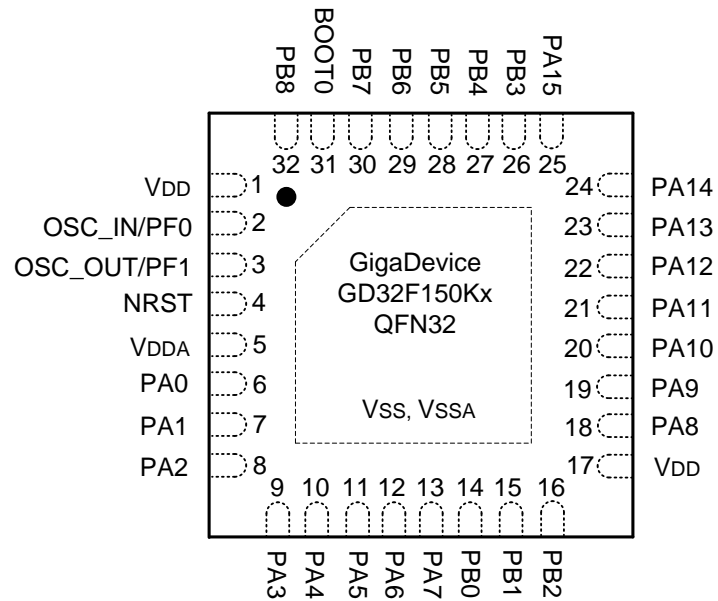 PB8 BOOT0 PB7 PB6 PB5 PB4 PB3 PA15
32 31 30 29 28 27 26 25
VDD 1
OSC_IN/PF0 2
OSC_OUT/PF1 3
NRST 4
VDDA 5
PA0 6
PA1 7
PA2 8
GigaDevice
GD32F150Kx
QFN32
VSS, VSSA
24 PA14
23 PA13
22 PA12
21 PA11
20 PA10
19 PA9
18 PA8
17 VDD
9 10 11 12 13 14 15 16
PA3 PA4 PA5 PA6 PA7 PB0 PB1 PB2